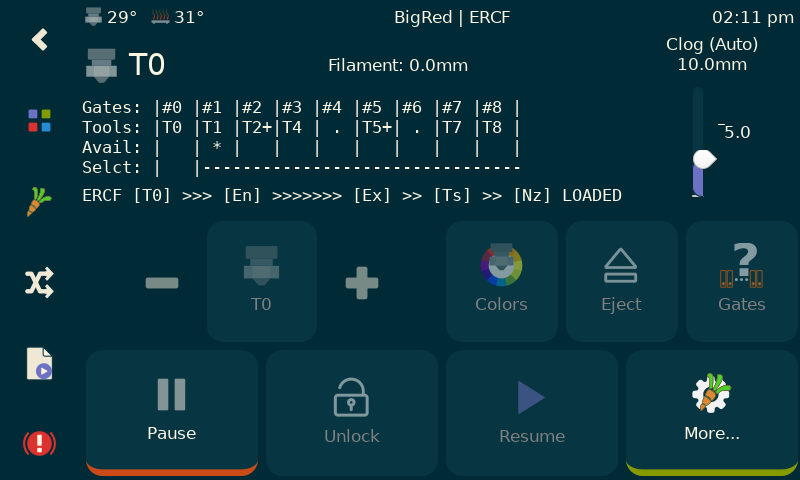 29° 31° BigRed | ERCF 02:11 pm
T0 Filament: 0.0mm Clog (Auto)
10.0mm
Gates: |#0 |#1 |#2 |#3 |#4 |#5 |#6 |#7 |#8 |
Tools: |T0 |T1 |T2+|T4 | . |T5+| . |T7 |T8 |
Avail: |   | * |   |   |   |   |   |   |   |
Selct: |   |--------------------------------
5.0
ERCF [T0] >>> [En] >>>>>>> [Ex] >> [Ts] >> [Nz] LOADED
T0 Colors Eject ? Gates
Pause Unlock Resume More...